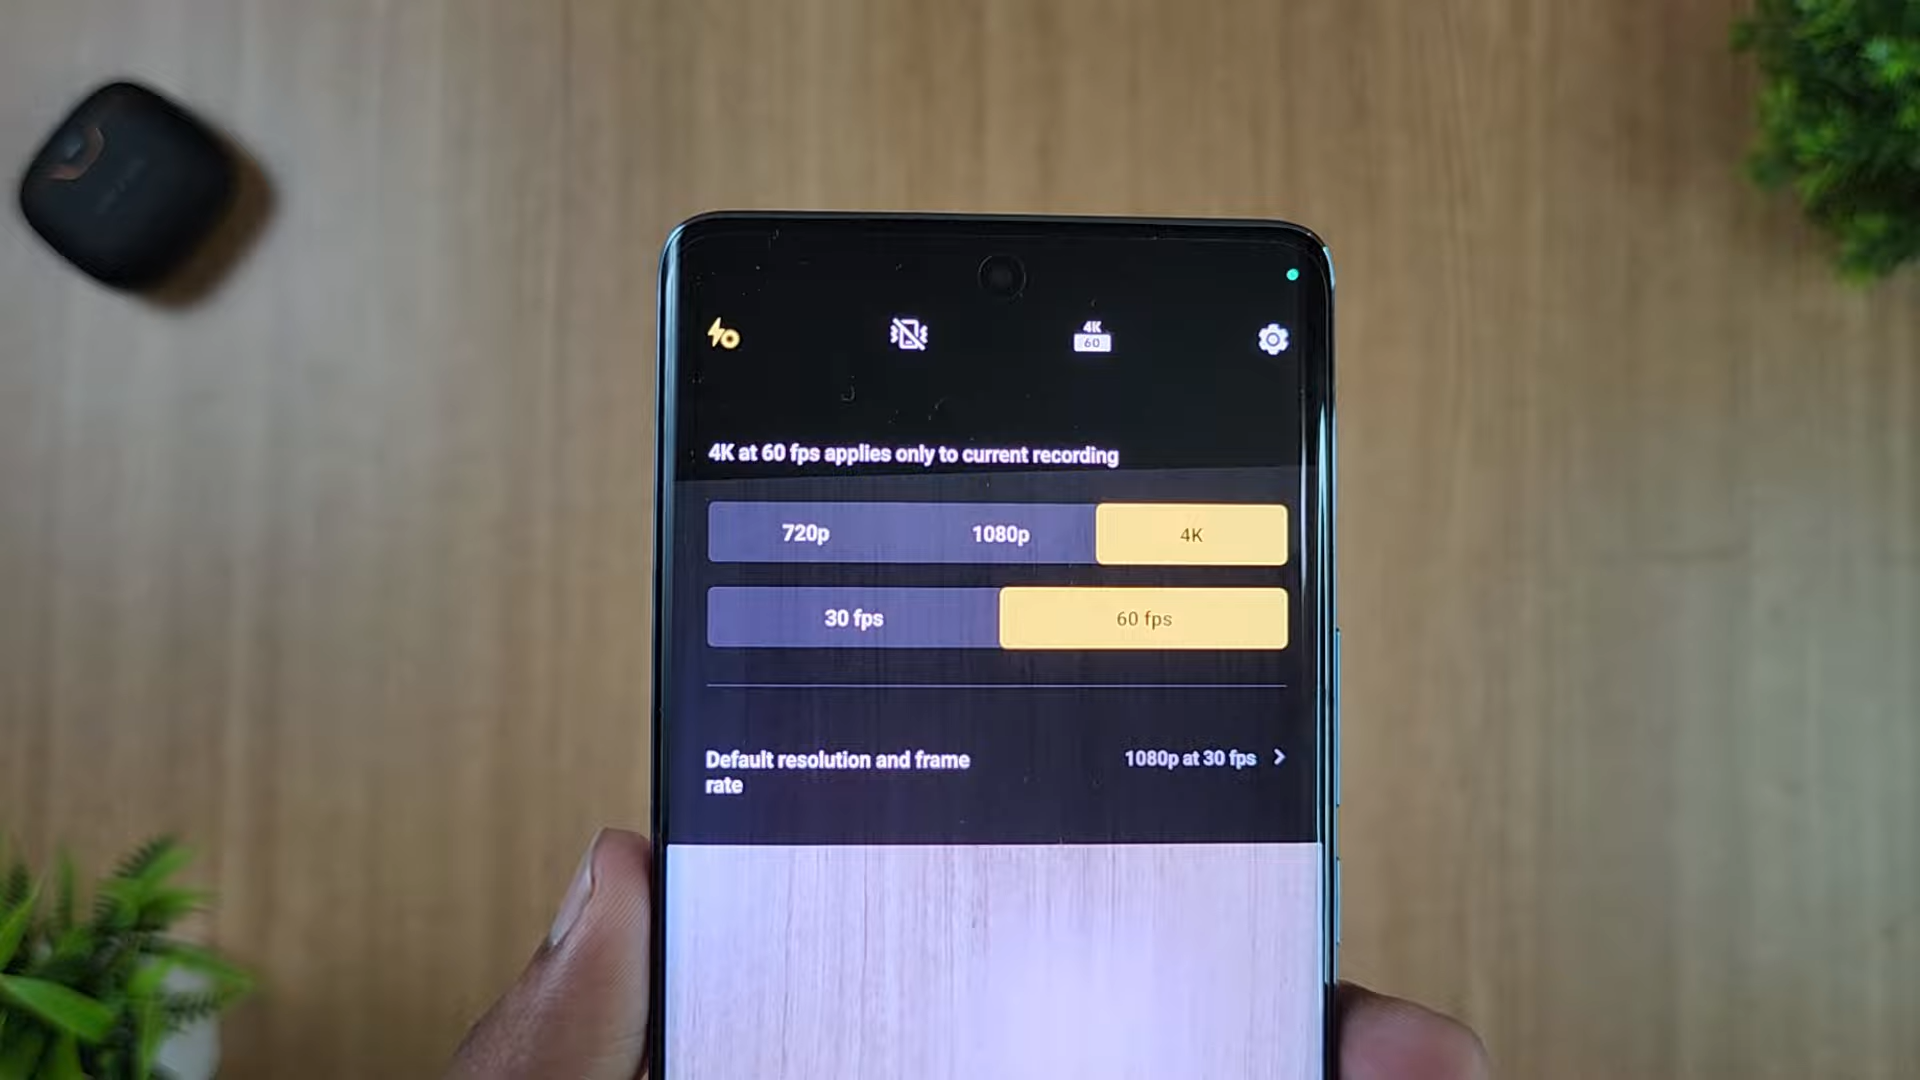 4K
60
4K at 60 fps applies only to current recording
720p 1080p 4K
30 fps 60 fps
Default resolution and frame 1080p at 30 fps
rate